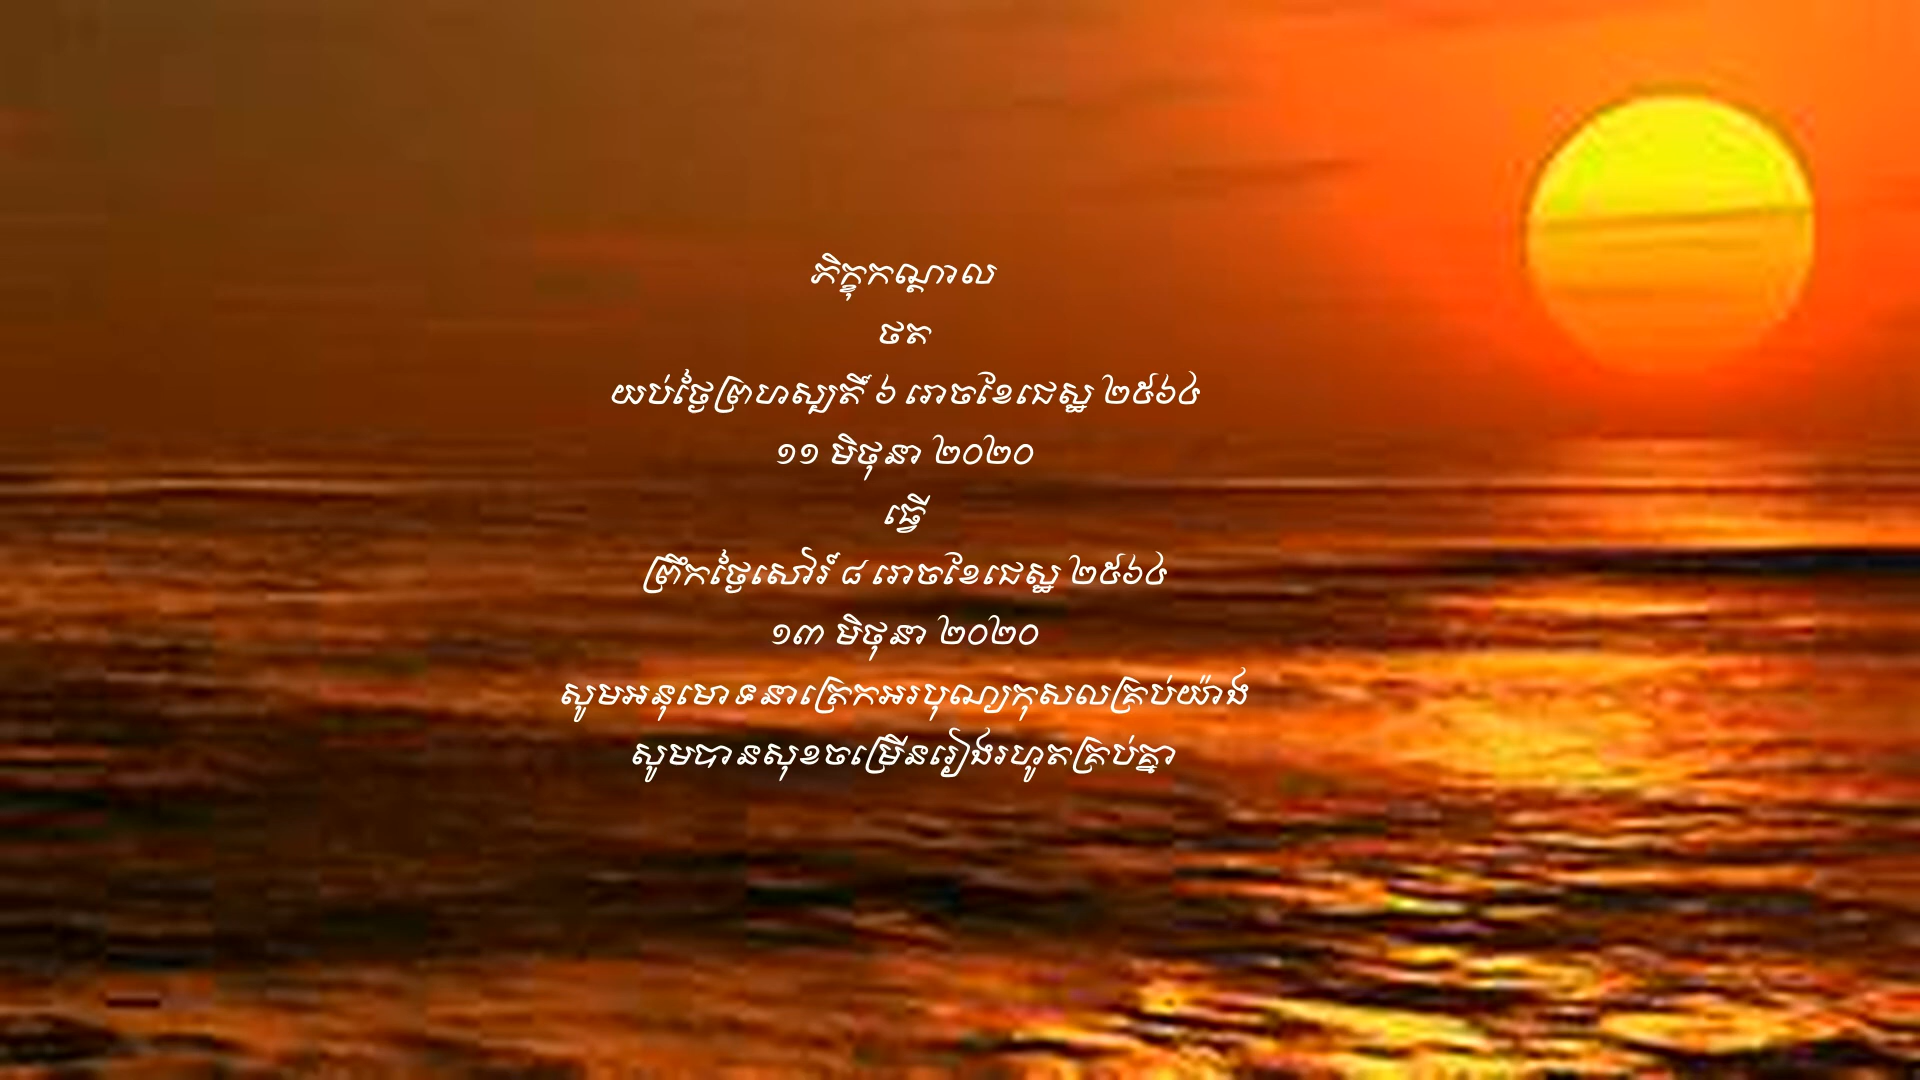 ភិក្ខុកណ្ដាល
ថត
យប់ថ្ងៃព្រហស្បតិ៍ ៦ រោចខែជេស្ឋ ២៥៦៤
១១ មិថុនា ២០២០
ធ្វើ
ព្រឹកថ្ងៃសៅរ៍ ៨ រោចខែជេស្ឋ ២៥៦៤
១៣ មិថុនា ២០២០
សូមអនុមោទនាត្រេកអរបុណ្យកុសលគ្រប់យ៉ាង
សូមបានសុខចម្រើនរៀងរហូតគ្រប់គ្នា